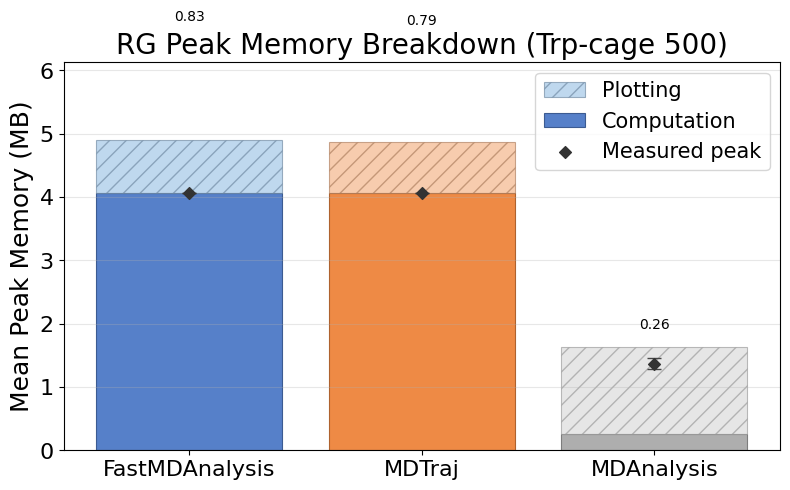 0.83
0.79
RG Peak Memory Breakdown (Trp-cage 500)
Mean Peak Memory (MB)
6
5
4
3
2
1
0
Plotting
Computation
Measured peak
0.26
FastMDAnalysis
MDTraj
MDAnalysis